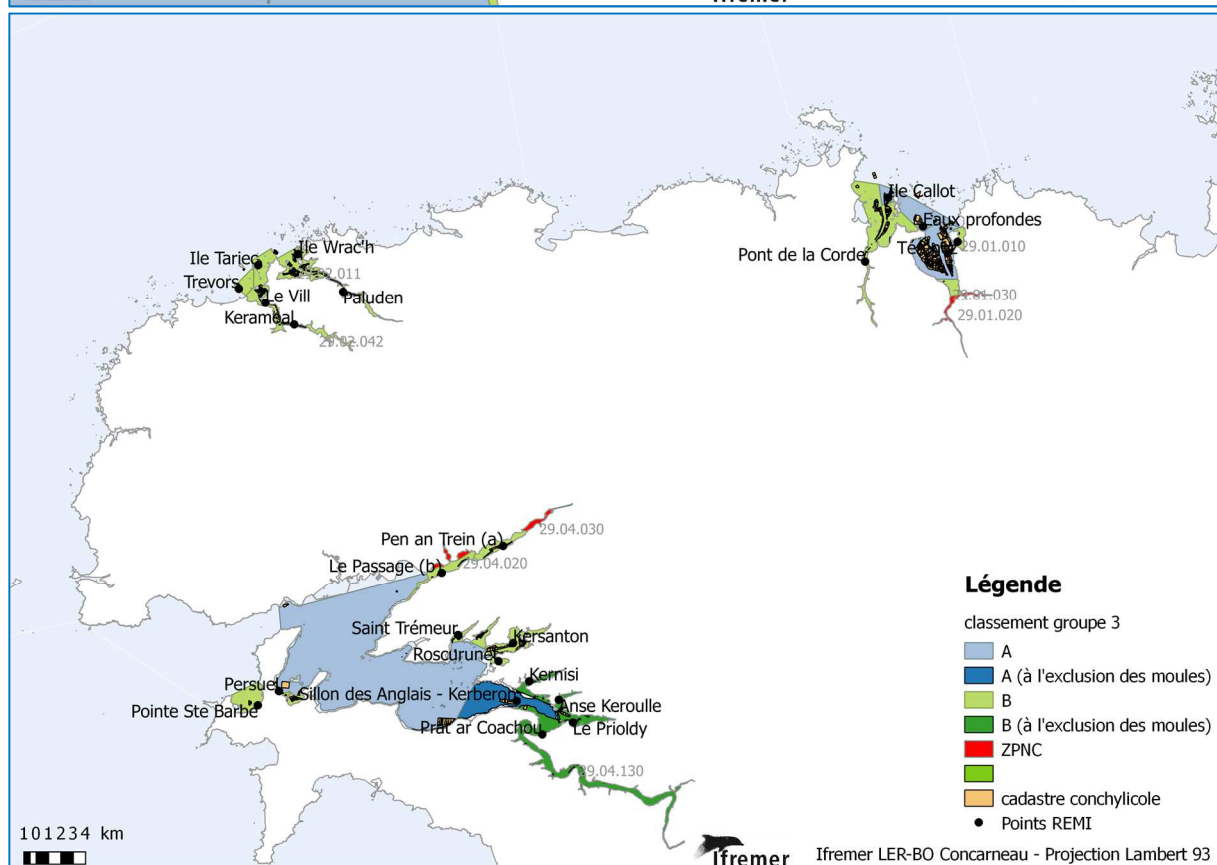 Ifremer
Ile Callot
Eaux profondes
Pont de la Corde
29.01.010
29.01.020
Ile Wrac'h
Ile Tariec
Trevors
Le Vill
Paluden
Keramoal
29.02.042
Pen an Trein (a)
29.04.030
Le Passage (b)
29.04.020
Saint Trémeur
Kersanton
Kernisi
Persuel
Sillon des Anglais - Kerberon
Anse Keroulle
Pointe Ste Barbe
Prat ar Coachou
Le Prioldy
29.04.130
Légende
classement groupe 3
A
A (à l'exclusion des moules)
B
B (à l'exclusion des moules)
ZPNC
cadastre conchylicole
Points REMI
101234 km
Ifremer
Ifremer LER-BO Concarneau - Projection Lambert 93